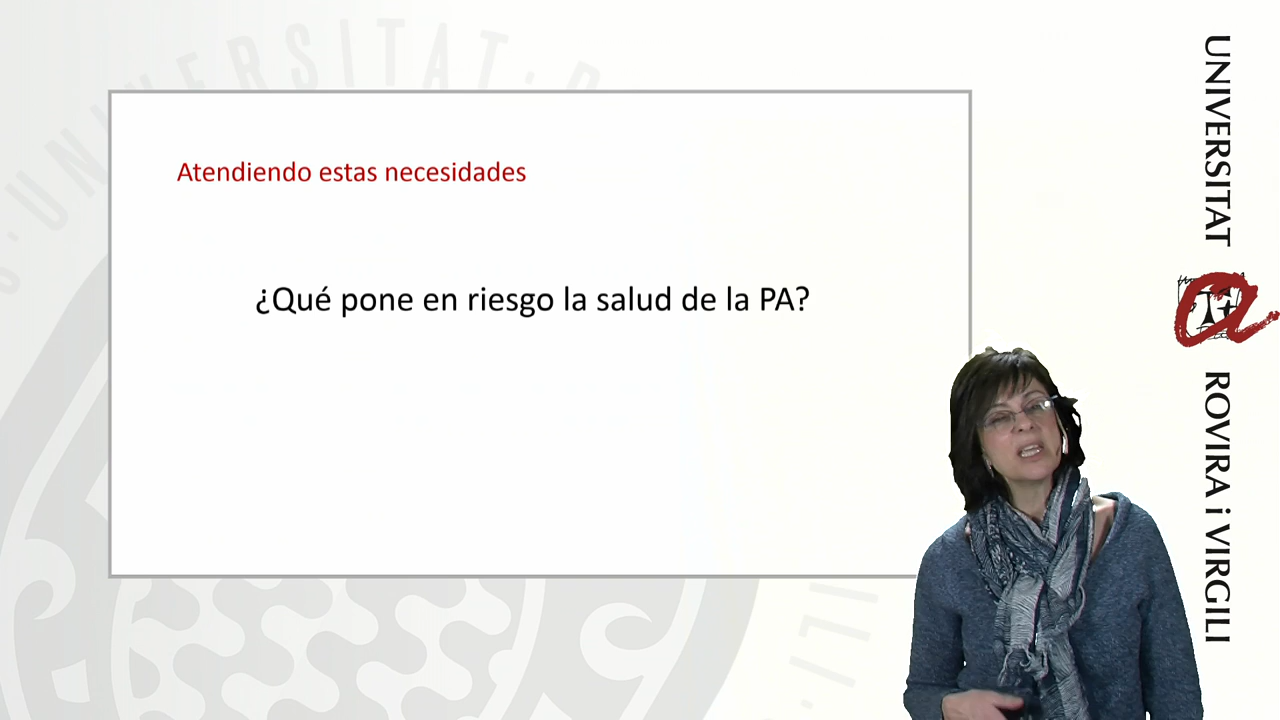 Atendiendo estas necesidades
¿Qué pone en riesgo la salud de la PA?
UNIVERSITAT
ROVIRA i VIRGILI